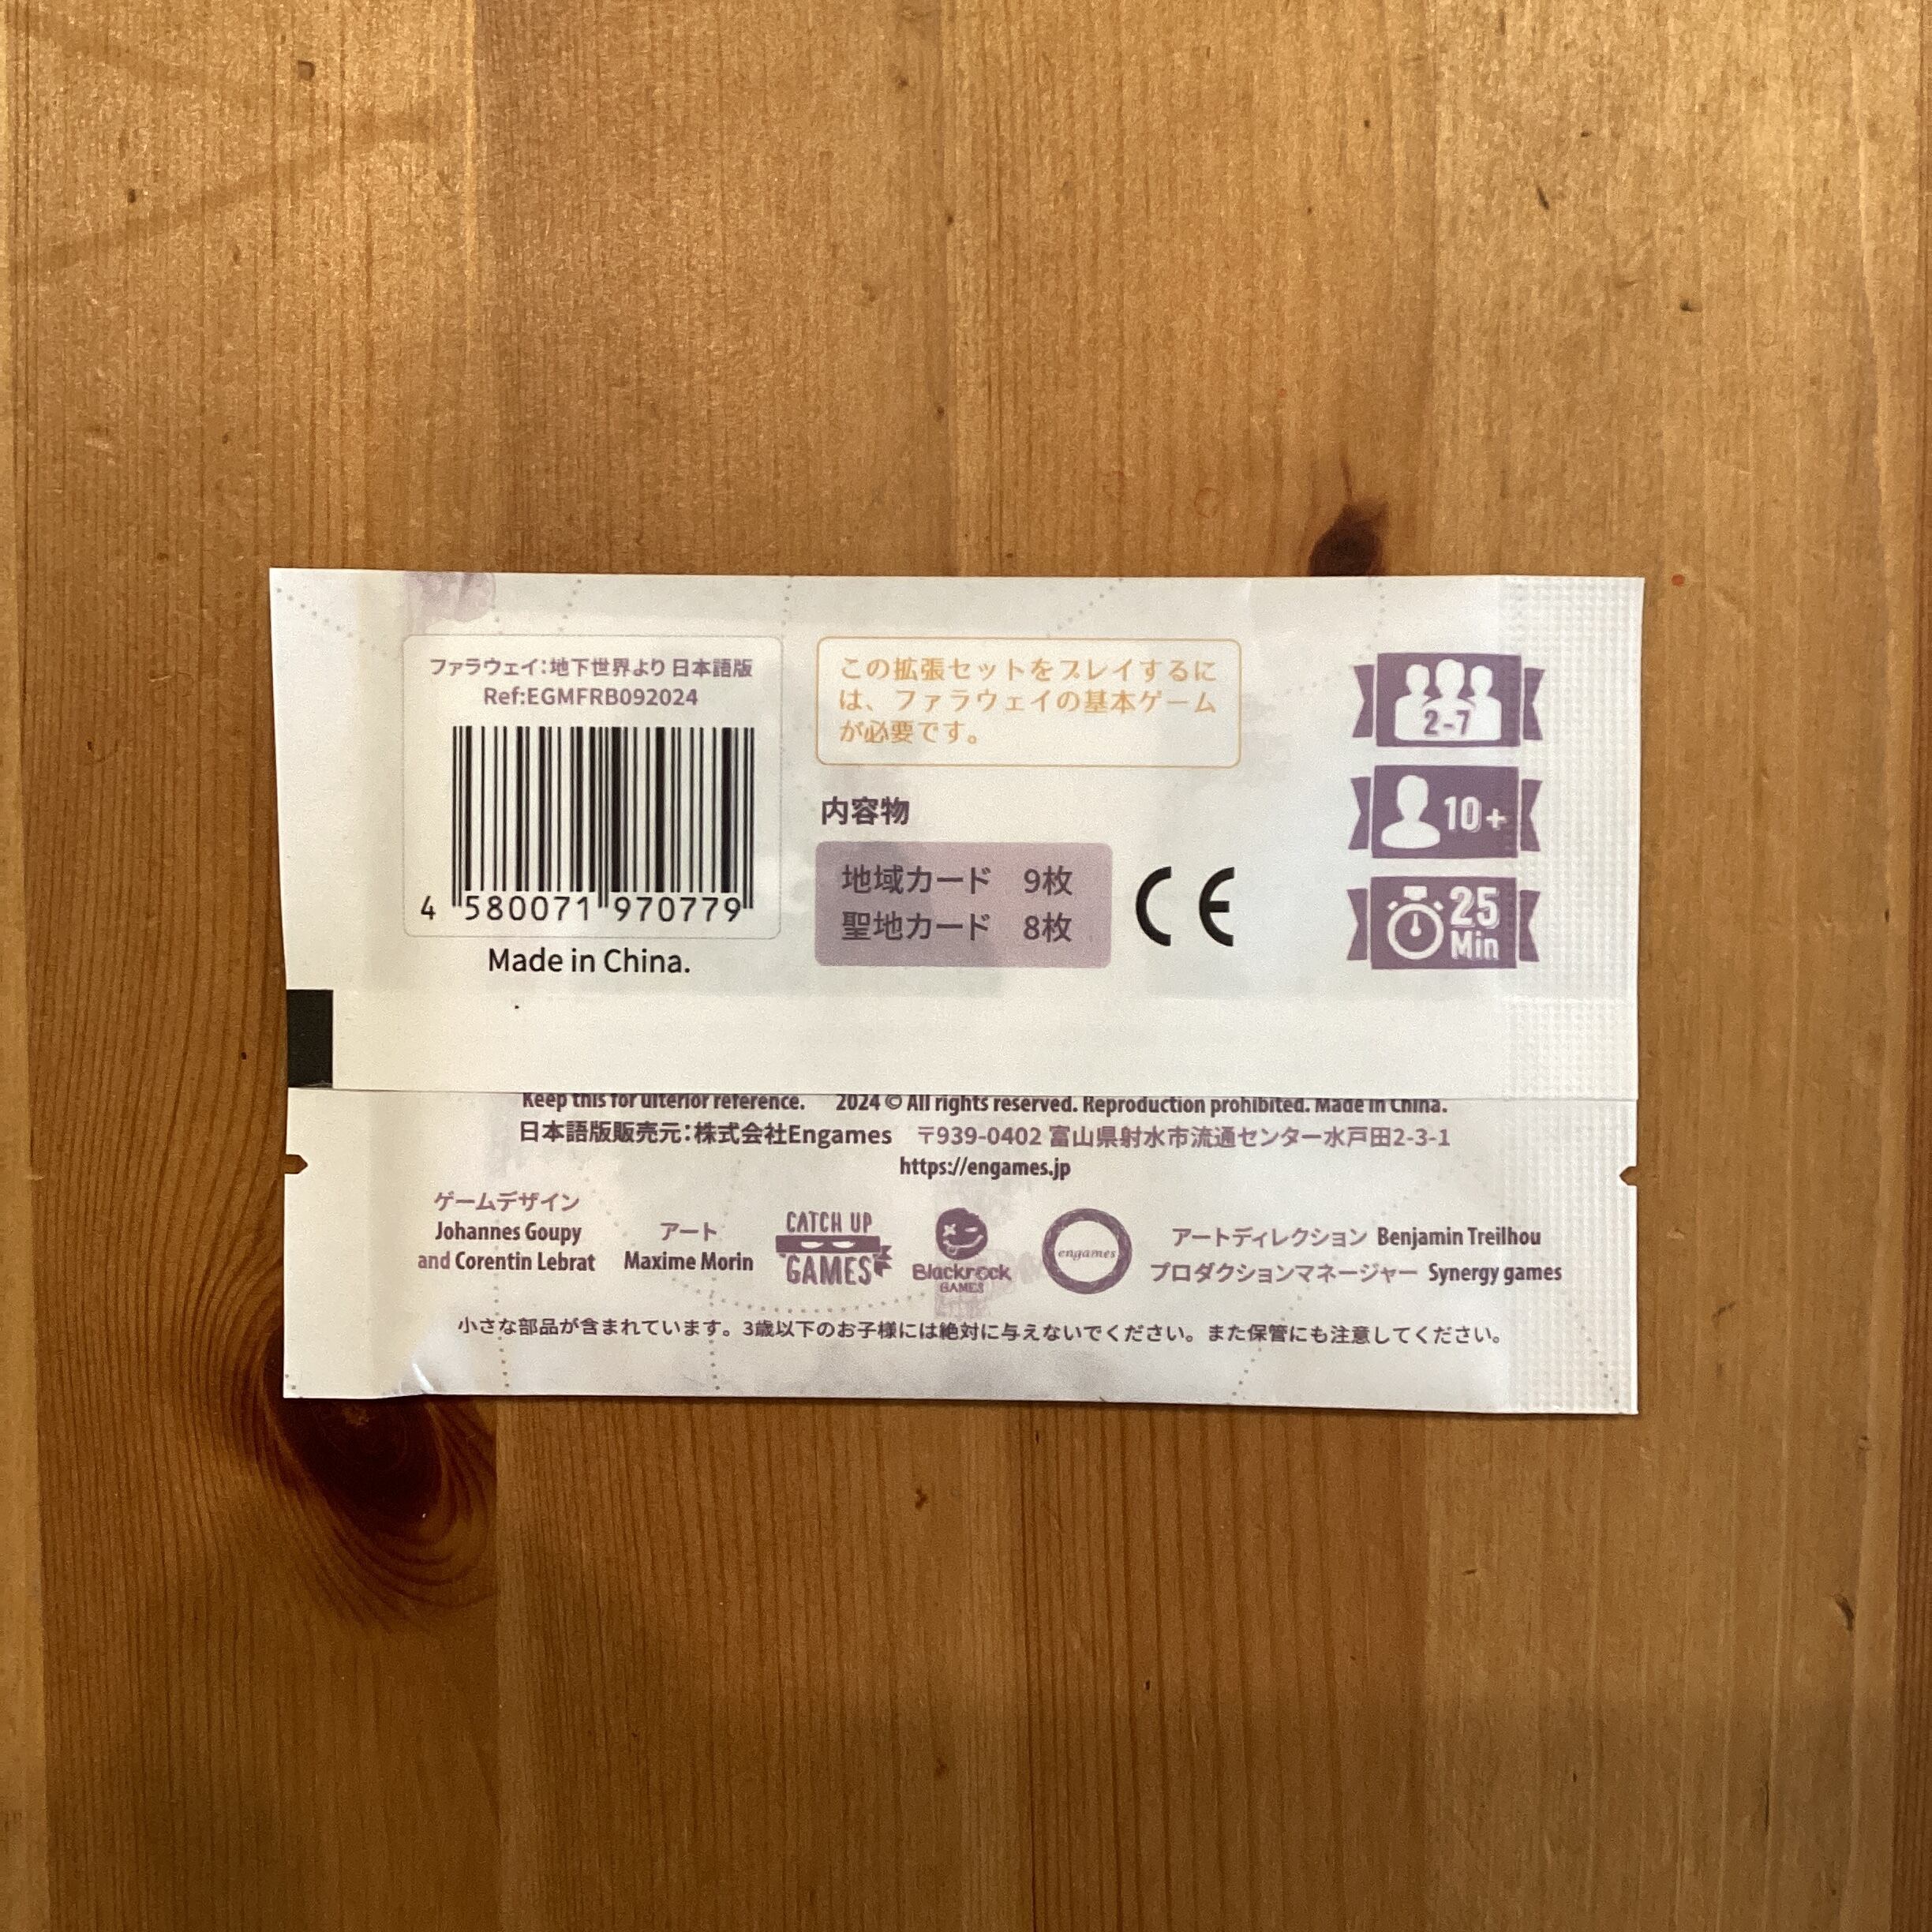 ファラウェイ：地下世界より 日本語版
Ref:EGMFRB092024
4 580071 970779
Made in China.
この拡張セットをプレイするに
は、ファラウェイの基本ゲーム
が必要です。
内容物
地域カード 9枚
聖地カード 8枚
CE
2-7
10+
25
Min
Keep this for ulterior reference. 2024 © All rights reserved. Reproduction prohibited. Made in China.
日本語版販売元：株式会社Engames 〒939-0402 富山県射水市流通センター水戸田2-3-1
https://engames.jp
ゲームデザイン
Johannes Goupy
and Corentin Lebrat
アート
Maxime Morin
CATCH UP
GAMES
Blackrock
GAMES
engames
アートディレクション Benjamin Treilhou
プロダクションマネージャー Synergy games
小さな部品が含まれています。3歳以下のお子様には絶対に与えないでください。また保管にも注意してください。